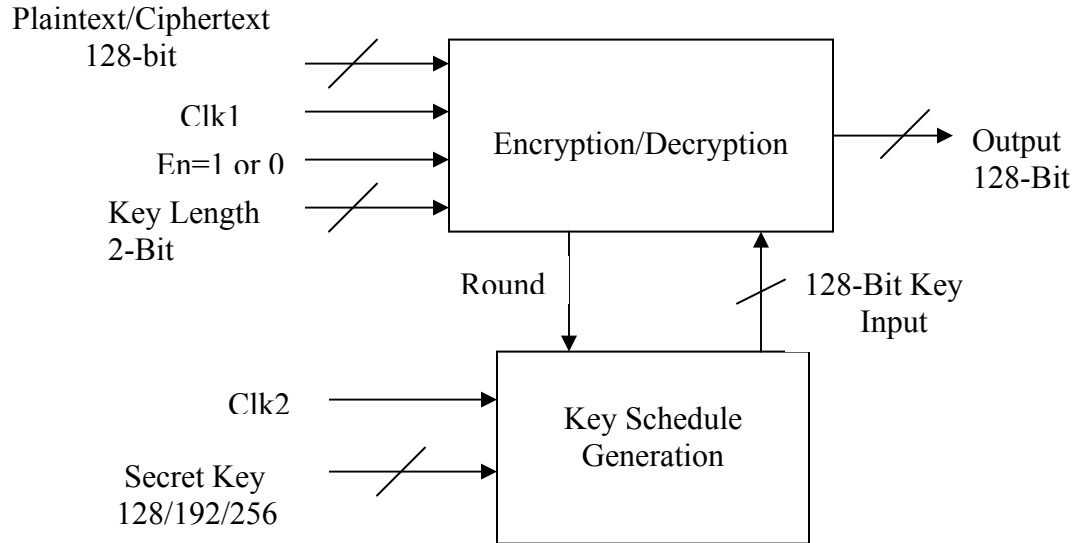 Plaintext/Ciphertext
128-bit
Clk1
En=1 or 0
Key Length
2-Bit
Encryption/Decryption
Output
128-Bit
Round
128-Bit Key
Input
Clk2
Secret Key
128/192/256
Key Schedule
Generation